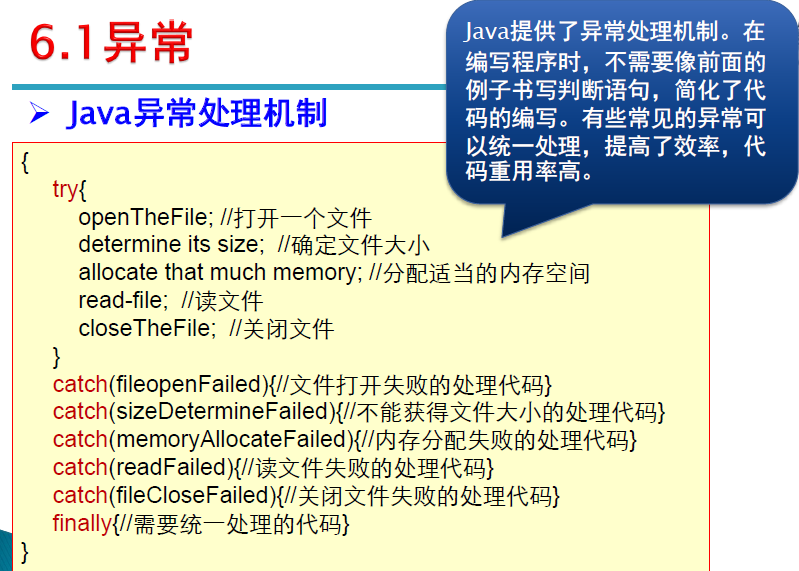 6.1异常
Java提供了异常处理机制。在
编写程序时，不需要像前面的
例子书写判断语句，简化了代
码的编写。有些常见的异常可
以统一处理，提高了效率，代
码重用率高。
➢ Java异常处理机制
{
try{
openTheFile; //打开一个文件
determine its size; //确定文件大小
allocate that much memory; //分配适当的内存空间
read-file; //读文件
closeTheFile; //关闭文件
}
catch(fileopenFailed){//文件打开失败的处理代码}
catch(sizeDetermineFailed){//不能获得文件大小的处理代码}
catch(memoryAllocateFailed){//内存分配失败的处理代码}
catch(readFailed){//读文件失败的处理代码}
catch(fileCloseFailed){//关闭文件失败的处理代码}
finally{//需要统一处理的代码}
}